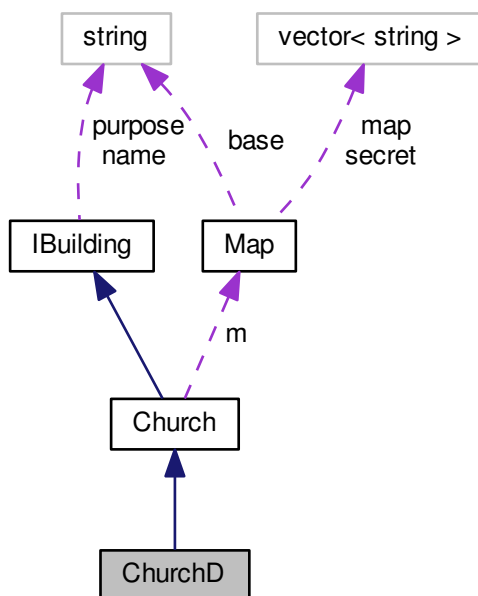 string
vector< string >
purpose
name
base
map
secret
IBuilding
Map
m
Church
ChurchD